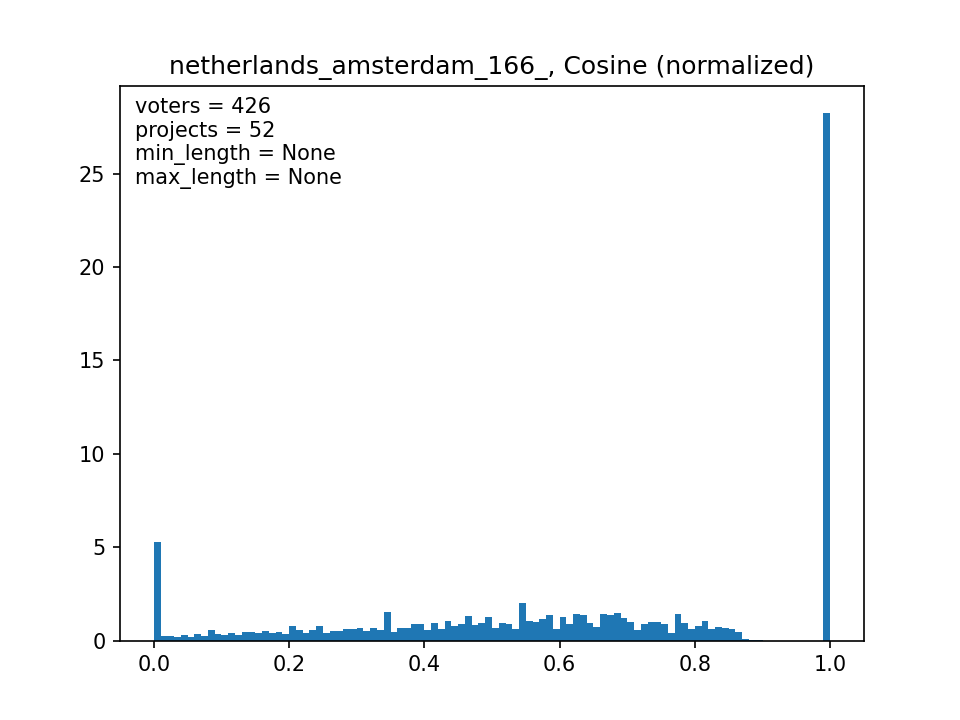 netherlands_amsterdam_166_, Cosine (normalized)
voters = 426
projects = 52
min_length = None
max_length = None
25
20
15
10
5
0
0.0 0.2 0.4 0.6 0.8 1.0